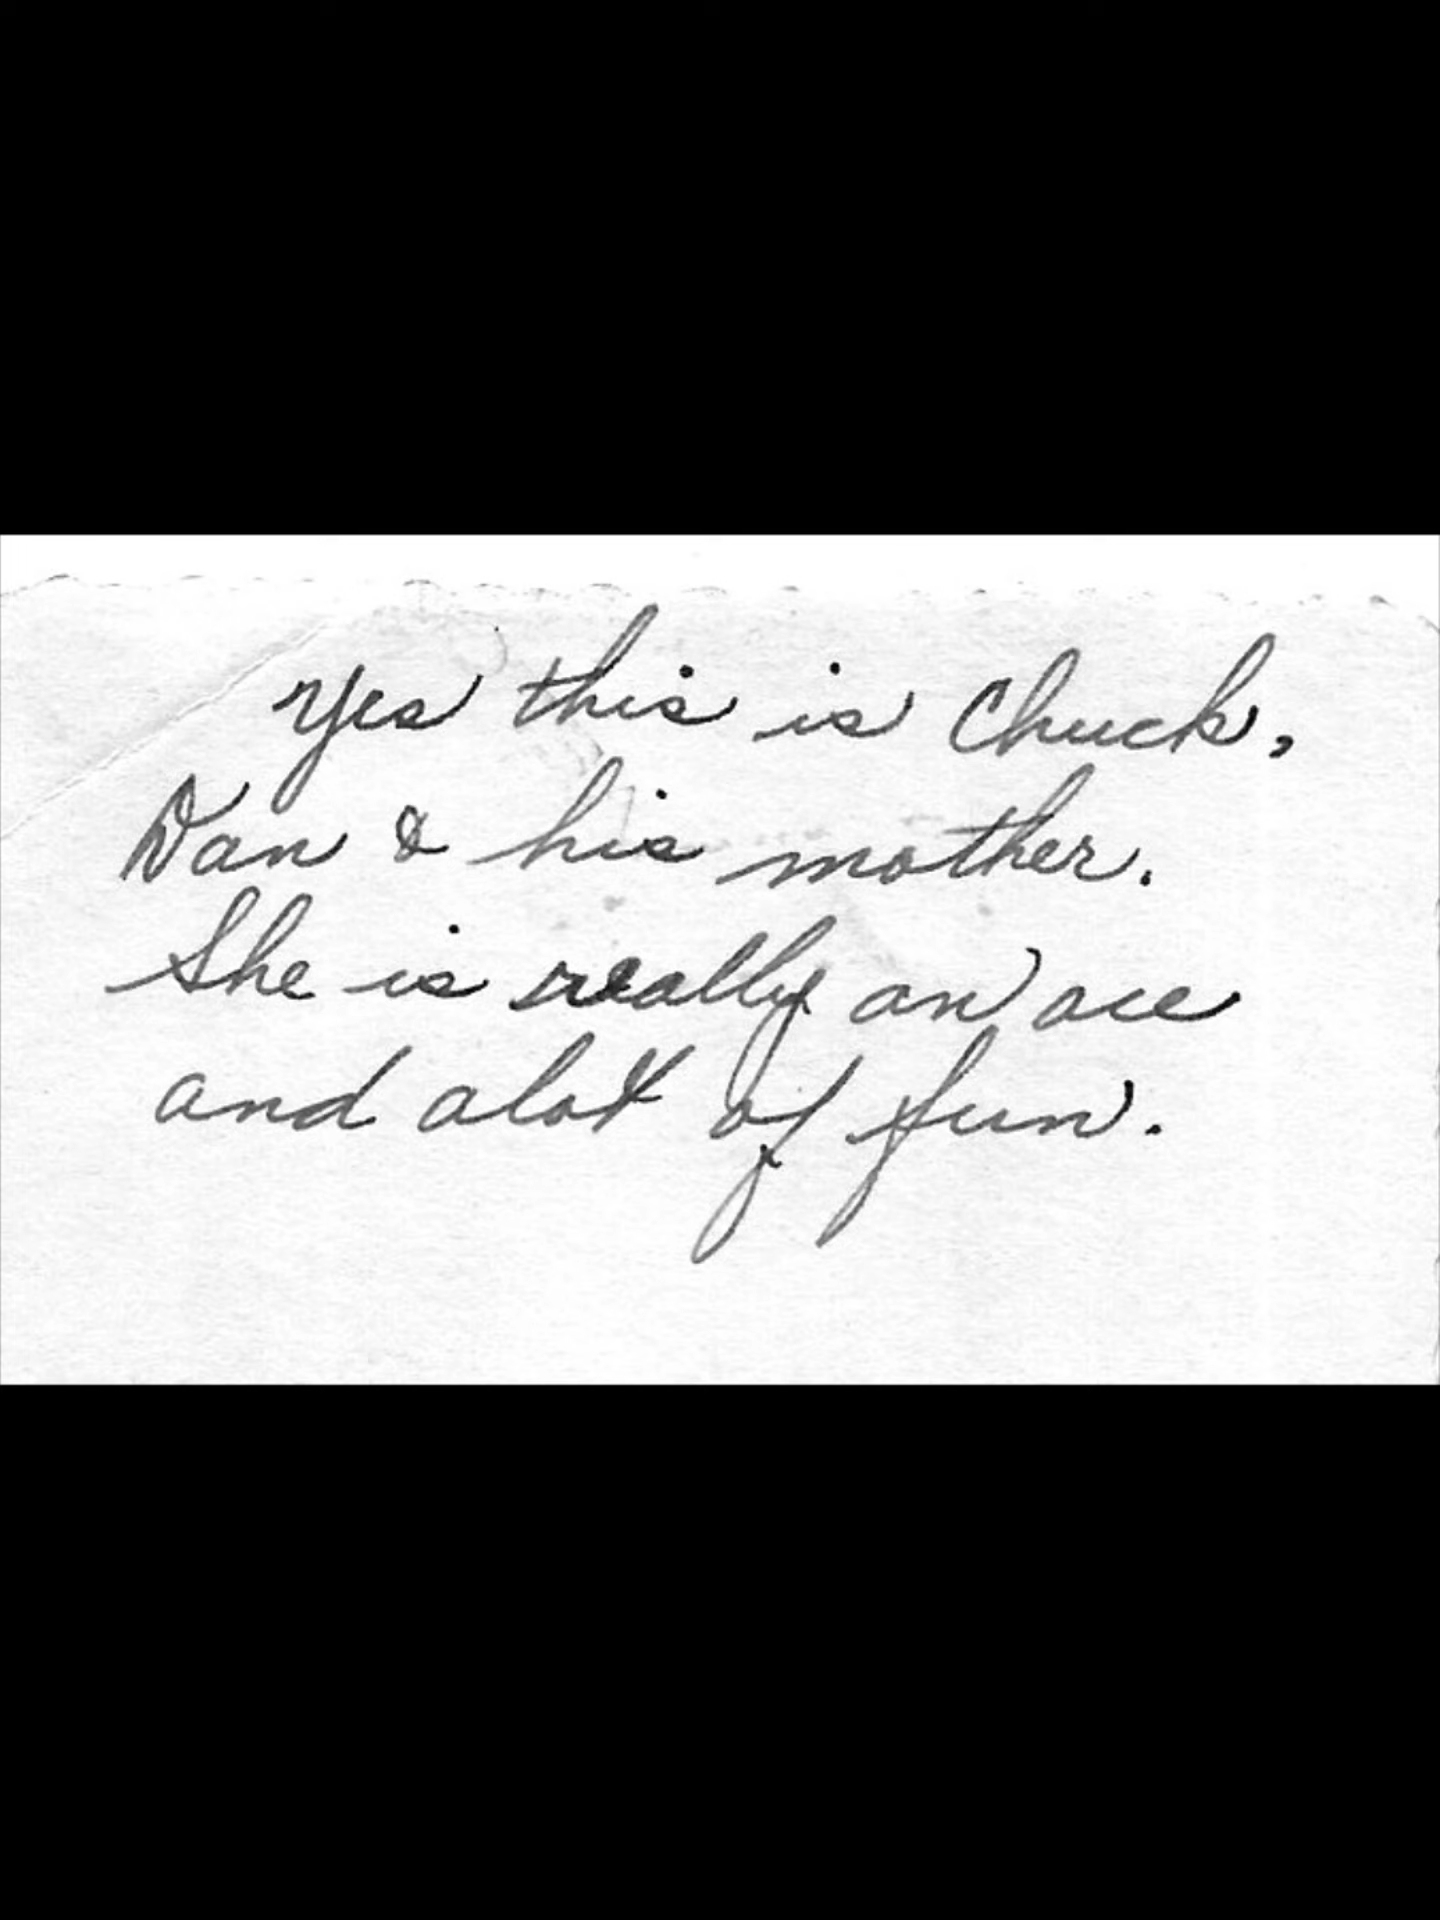 Yes this is Chuck,
Dan & his mother.
She is really an ace
and alot of fun.